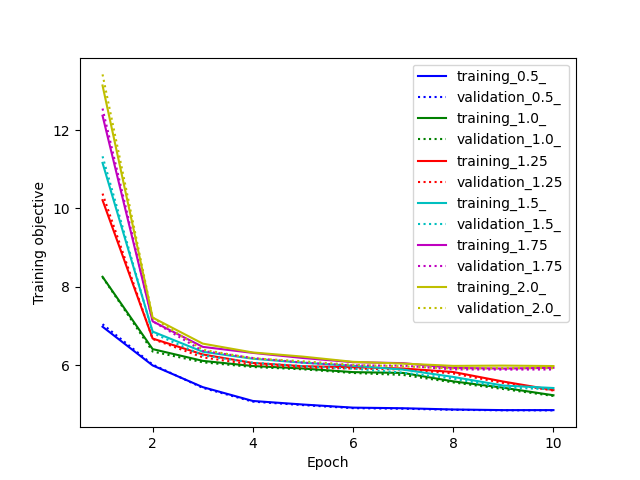 training_0.5_
validation_0.5_
training_1.0_
validation_1.0_
training_1.25
validation_1.25
training_1.5_
validation_1.5_
training_1.75
validation_1.75
training_2.0_
validation_2.0_
12
10
8
6
Training objective
2
4
6
8
10
Epoch